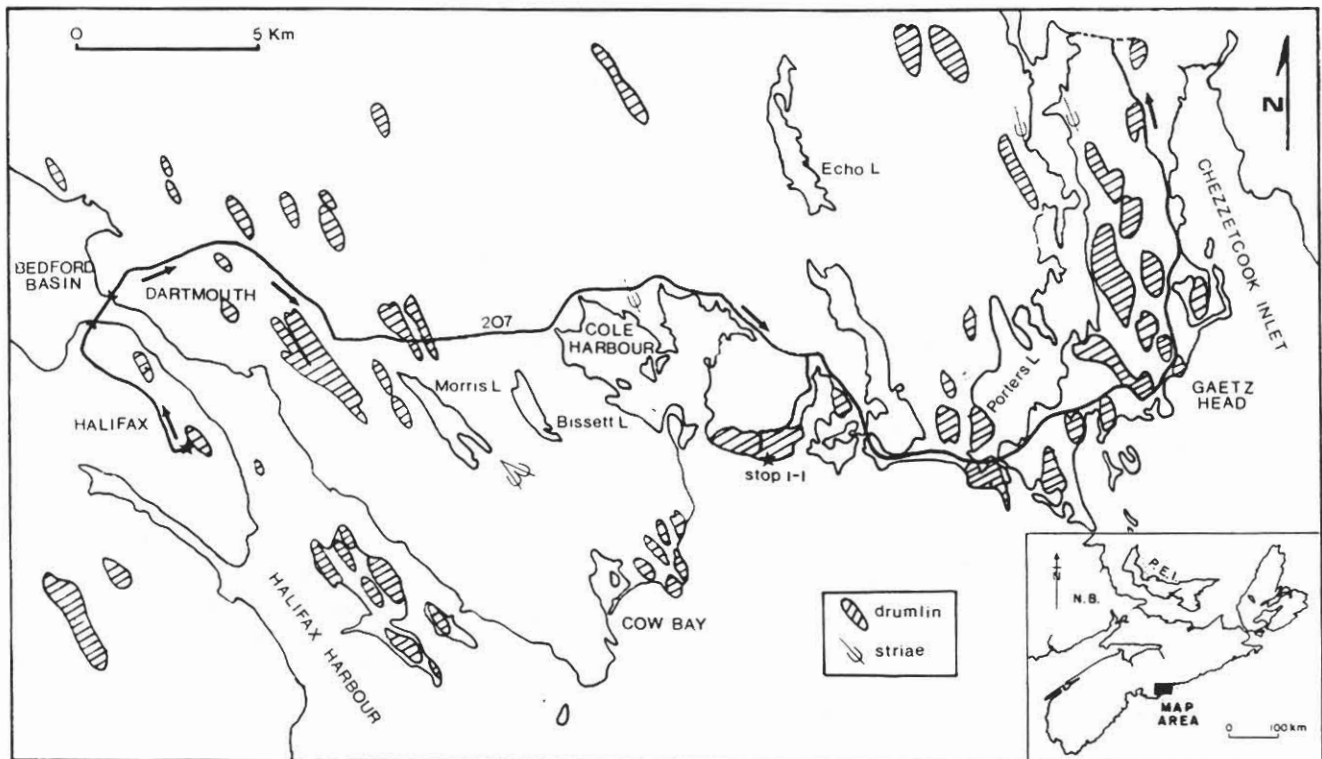 0 5 Km
N
Echo L
CHEZZETCOOK INLET
BEDFORD
BASIN
DARTMOUTH
207
COLE
HARBOUR
Morris L
Bissett L
Porters L
GAETZ
HEAD
HALIFAX
stop 1-1
HALIFAX HARBOUR
COW BAY
drumlin
striae
N
P.E.I.
N.B.
MAP
AREA
0 100 km